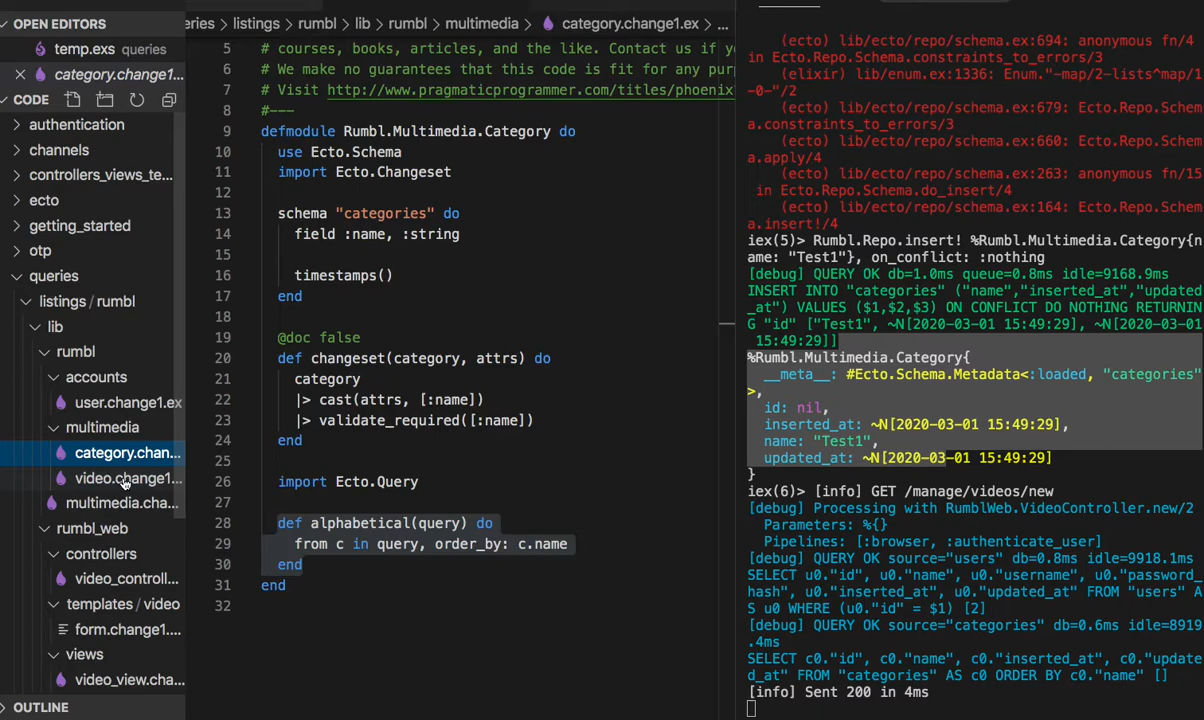 OPEN EDITORS
temp.exs queries
category.change1...
CODE
authentication
channels
controllers_views_te...
ecto
getting_started
otp
queries
listings / rumbl
lib
rumbl
accounts
user.change1.ex
multimedia
category.chan...
video.change1...
multimedia.cha...
rumbl_web
controllers
video_controll...
templates / video
form.change1....
views
video_view.cha...
OUTLINE
eries > listings > rumbl > lib > rumbl > multimedia > category.change1.ex > ...
5 # courses, books, articles, and the like. Contact us if y
6 # We make no guarantees that this code is fit for any pur
7 # Visit http://www.pragmaticprogrammer.com/titles/phoenix
8 #---
9 defmodule Rumbl.Multimedia.Category do
10 use Ecto.Schema
11 import Ecto.Changeset
12
13 schema "categories" do
14 field :name, :string
15
16 timestamps()
17 end
18
19 @doc false
20 def changeset(category, attrs) do
21 category
22 |> cast(attrs, [:name])
23 |> validate_required([:name])
24 end
25
26 import Ecto.Query
27
28 def alphabetical(query) do
29 from c in query, order_by: c.name
30 end
31 end
32
(ecto) lib/ecto/repo/schema.ex:694: anonymous fn/4
in Ecto.Repo.Schema.constraints_to_errors/3
(elixir) lib/enum.ex:1336: Enum."-map/2-lists^map/1
-0-"/2
(ecto) lib/ecto/repo/schema.ex:679: Ecto.Repo.Schem
a.constraints_to_errors/3
(ecto) lib/ecto/repo/schema.ex:660: Ecto.Repo.Schem
a.apply/4
(ecto) lib/ecto/repo/schema.ex:263: anonymous fn/15
in Ecto.Repo.Schema.do_insert/4
(ecto) lib/ecto/repo/schema.ex:164: Ecto.Repo.Schem
a.insert!/4
iex(5)> Rumbl.Repo.insert! %Rumbl.Multimedia.Category{n
ame: "Test1"}, on_conflict: :nothing
[debug] QUERY OK db=1.0ms queue=0.8ms idle=9168.9ms
INSERT INTO "categories" ("name","inserted_at","updated
_at") VALUES ($1,$2,$3) ON CONFLICT DO NOTHING RETURNIN
G "id" ["Test1", ~N[2020-03-01 15:49:29], ~N[2020-03-01
15:49:29]]
%Rumbl.Multimedia.Category{
__meta__: #Ecto.Schema.Metadata<:loaded, "categories"
>,
id: nil,
inserted_at: ~N[2020-03-01 15:49:29],
name: "Test1",
updated_at: ~N[2020-03-01 15:49:29]
}
iex(6)> [info] GET /manage/videos/new
[debug] Processing with RumblWeb.VideoController.new/2
Parameters: %{}
Pipelines: [:browser, :authenticate_user]
[debug] QUERY OK source="users" db=0.8ms idle=9918.1ms
SELECT u0."id", u0."name", u0."username", u0."password_
hash", u0."inserted_at", u0."updated_at" FROM "users" A
S u0 WHERE (u0."id" = $1) [2]
[debug] QUERY OK source="categories" db=0.6ms idle=8919
.4ms
SELECT c0."id", c0."name", c0."inserted_at", c0."update
d_at" FROM "categories" AS c0 ORDER BY c0."name" []
[info] Sent 200 in 4ms